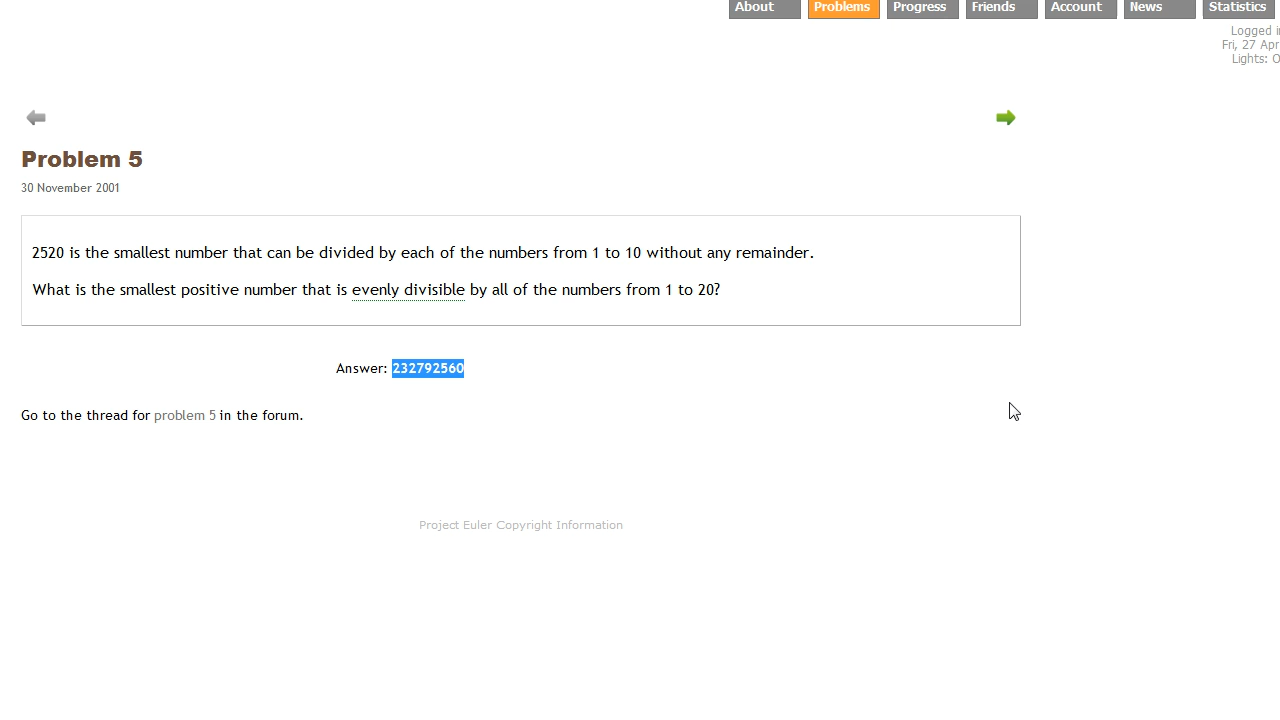 About Problems Progress Friends Account News Statistics
Logged
Fri, 27 Apr
Lights:
Problem 5
30 November 2001
2520 is the smallest number that can be divided by each of the numbers from 1 to 10 without any remainder.
What is the smallest positive number that is evenly divisible by all of the numbers from 1 to 20?
Answer: 232792560
Go to the thread for problem 5 in the forum.
Project Euler Copyright Information